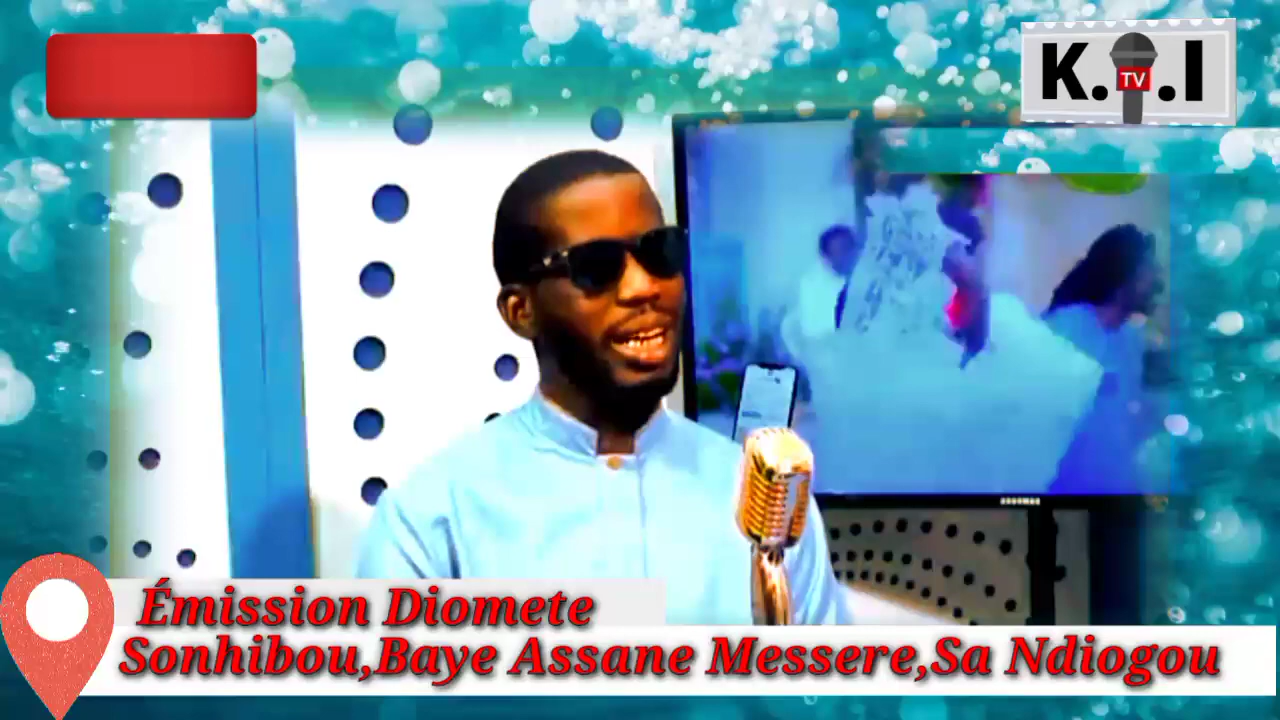 K. TV .I
Émission Diomete
Sonhibou,Baye Assane Messere,Sa Ndiogou